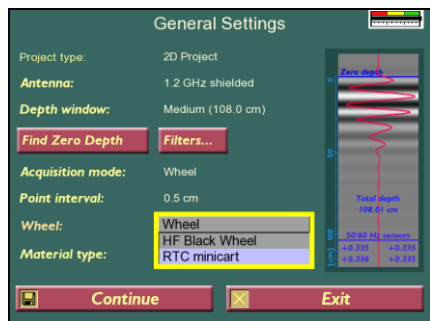 General Settings
Project type: 2D Project
Antenna: 1.2 GHz shielded
Depth window: Medium (108.0 cm)
Find Zero Depth Filters...
Acquisition mode: Wheel
Point interval: 0.5 cm
Wheel: Wheel
HF Black Wheel
Material type: RTC minicart
Continue Exit
Zero depth
0
50
Total depth
108.01 cm
100
50/60 Hz sensors
+0.335 +0.335
+0.336 +0.335
[cm]